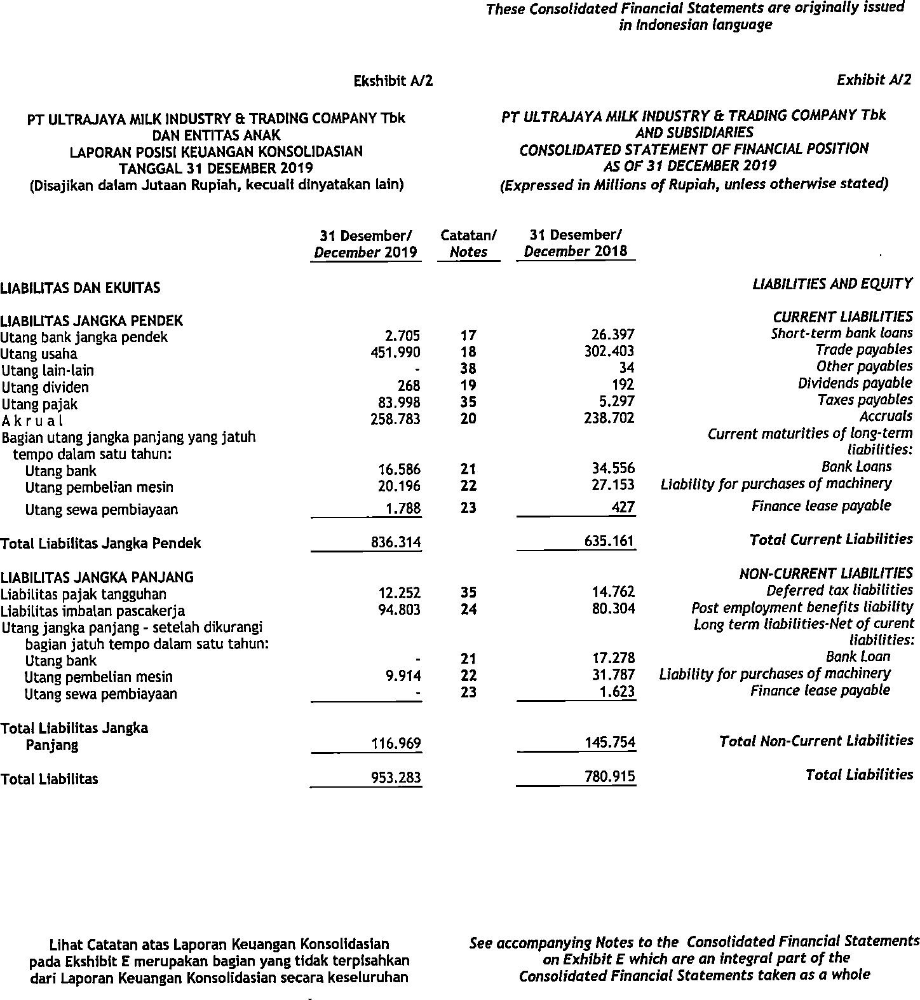 These Consolidated Financial Statements are originally issued
in Indonesian language
Ekshibit A/2 Exhibit A/2
PT ULTRAJAYA MILK INDUSTRY & TRADING COMPANY Tbk
DAN ENTITAS ANAK
LAPORAN POSISI KEUANGAN KONSOLIDASIAN
TANGGAL 31 DESEMBER 2019
(Disajikan dalam Jutaan Rupiah, kecuali dinyatakan lain)
PT ULTRAJAYA MILK INDUSTRY & TRADING COMPANY Tbk
AND SUBSIDIARIES
CONSOLIDATED STATEMENT OF FINANCIAL POSITION
AS OF 31 DECEMBER 2019
(Expressed in Millions of Rupiah, unless otherwise stated)
31 Desember/ Catatan/ 31 Desember/
December 2019 Notes December 2018
LIABILITAS DAN EKUITAS LIABILITIES AND EQUITY
LIABILITAS JANGKA PENDEK CURRENT LIABILITIES
Utang bank jangka pendek 2.705 17 26.397 Short-term bank loans
Utang usaha 451.990 18 302.403 Trade payables
Utang lain-lain - 38 34 Other payables
Utang dividen 268 19 192 Dividends payable
Utang pajak 83.998 35 5.297 Taxes payables
A k r u a l 258.783 20 238.702 Accruals
Bagian utang jangka panjang yang jatuh Current maturities of long-term
tempo dalam satu tahun: liabilities:
Utang bank 16.586 21 34.556 Bank Loans
Utang pembelian mesin 20.196 22 27.153 Liability for purchases of machinery
Utang sewa pembiayaan 1.788 23 427 Finance lease payable
Total Liabilitas Jangka Pendek 836.314 635.161 Total Current Liabilities
LIABILITAS JANGKA PANJANG NON-CURRENT LIABILITIES
Liabilitas pajak tangguhan 12.252 35 14.762 Deferred tax liabilities
Liabilitas imbalan pascakerja 94.803 24 80.304 Post employment benefits liability
Utang jangka panjang - setelah dikurangi Long term liabilities-Net of curent
bagian jatuh tempo dalam satu tahun: liabilities:
Utang bank - 21 17.278 Bank Loan
Utang pembelian mesin 9.914 22 31.787 Liability for purchases of machinery
Utang sewa pembiayaan - 23 1.623 Finance lease payable
Total Liabilitas Jangka
Panjang 116.969 145.754 Total Non-Current Liabilities
Total Liabilitas 953.283 780.915 Total Liabilities
Lihat Catatan atas Laporan Keuangan Konsolidasian
pada Ekshibit E merupakan bagian yang tidak terpisahkan
dari Laporan Keuangan Konsolidasian secara keseluruhan
See accompanying Notes to the Consolidated Financial Statements
on Exhibit E which are an integral part of the
Consolidated Financial Statements taken as a whole